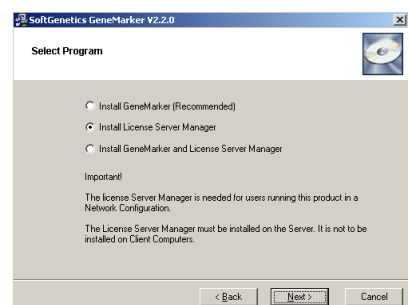 SoftGenetics GeneMarker V2.2.0
Select Program
Install GeneMarker (Recommended)
Install License Server Manager
Install GeneMarker and License Server Manager
Important!
The license Server Manager is needed for users running this product in a
Network Configuration.
The License Server Manager must be installed on the Server. It is not to be
installed on Client Computers.
< Back
Next >
Cancel